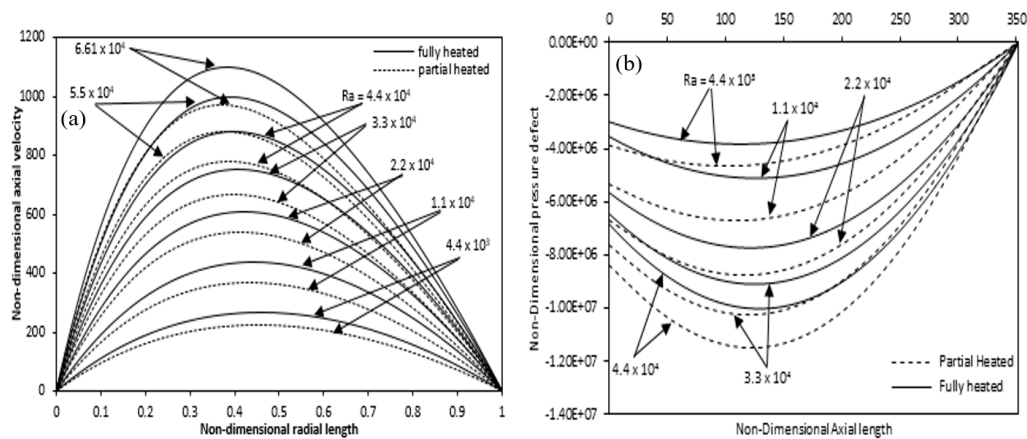 1200
1000
800
600
400
200
0
Non-dimensional axial velocity
(a)
6.61 x 10⁴
5.5 x 10⁴
fully heated
partial heated
Ra = 4.4 x 10⁴
3.3 x 10⁴
2.2 x 10⁴
1.1 x 10⁴
4.4 x 10³
0 0.1 0.2 0.3 0.4 0.5 0.6 0.7 0.8 0.9 1
Non-dimensional radial length
0 50 100 150 200 250 300 350
0.00E+00
-2.00E+06
-4.00E+06
-6.00E+06
-8.00E+06
-1.00E+07
-1.20E+07
-1.40E+07
Non-Dimensional pressure defect
(b)
Ra = 4.4 x 10³
1.1 x 10⁴
2.2 x 10⁴
4.4 x 10⁴
3.3 x 10⁴
Partial Heated
Fully heated
Non-Dimensional Axial length